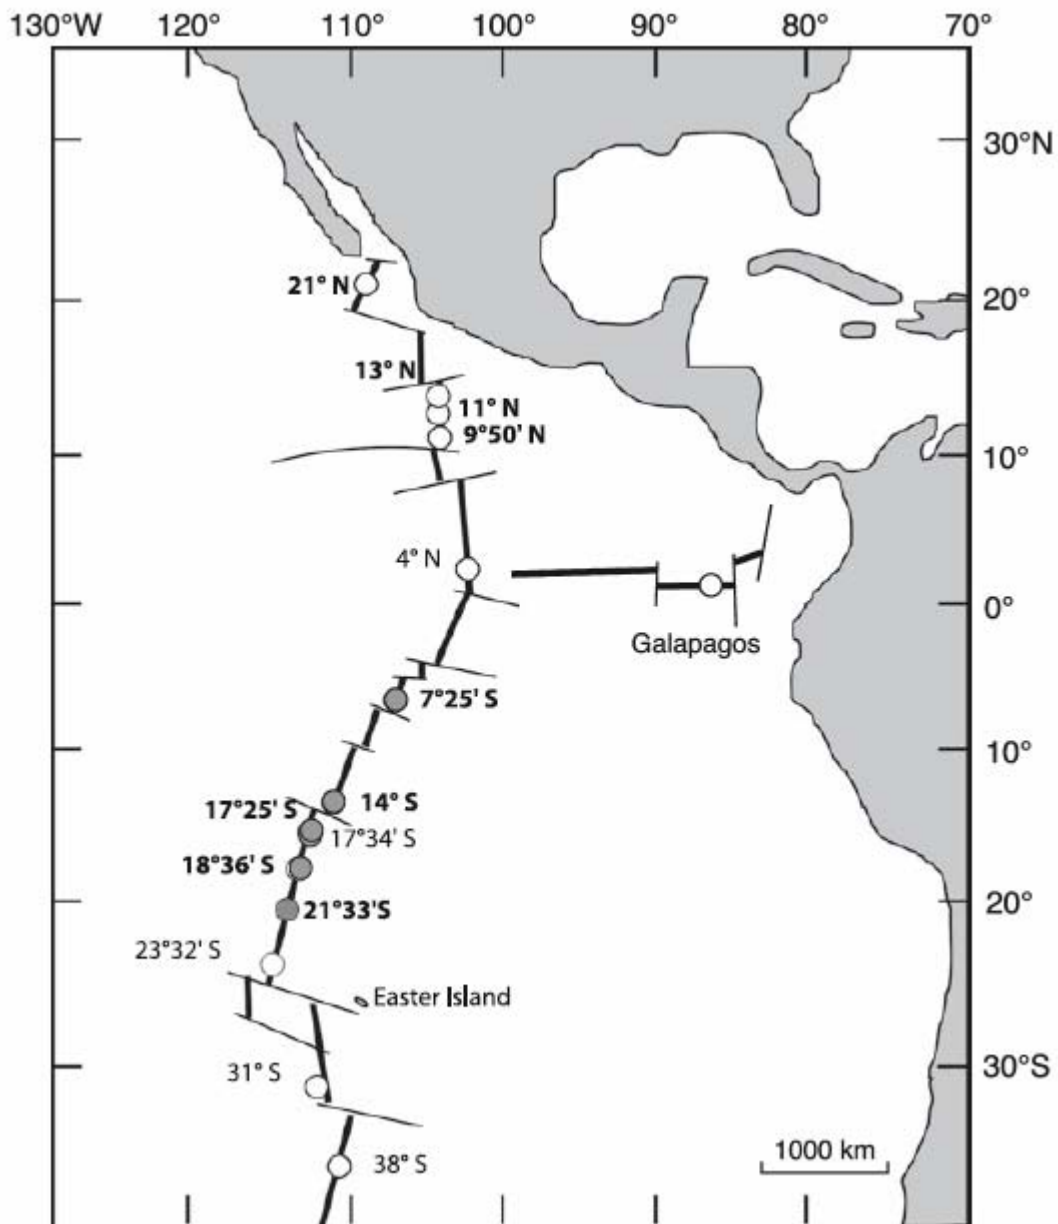 130°W 120° 110° 100° 90° 80° 70°
30°N
21° N
20°
13° N
11° N
9°50' N
10°
4° N
0°
Galapagos
7°25' S
10°
17°25' S
14° S
17°34' S
18°36' S
21°33'S
20°
23°32' S
Easter Island
31° S
30°S
1000 km
38° S